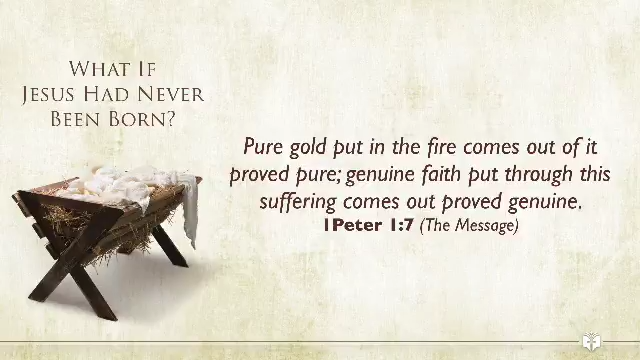 What If
Jesus Had Never
Been Born?
Pure gold put in the fire comes out of it
proved pure; genuine faith put through this
suffering comes out proved genuine.
1Peter 1:7 (The Message)